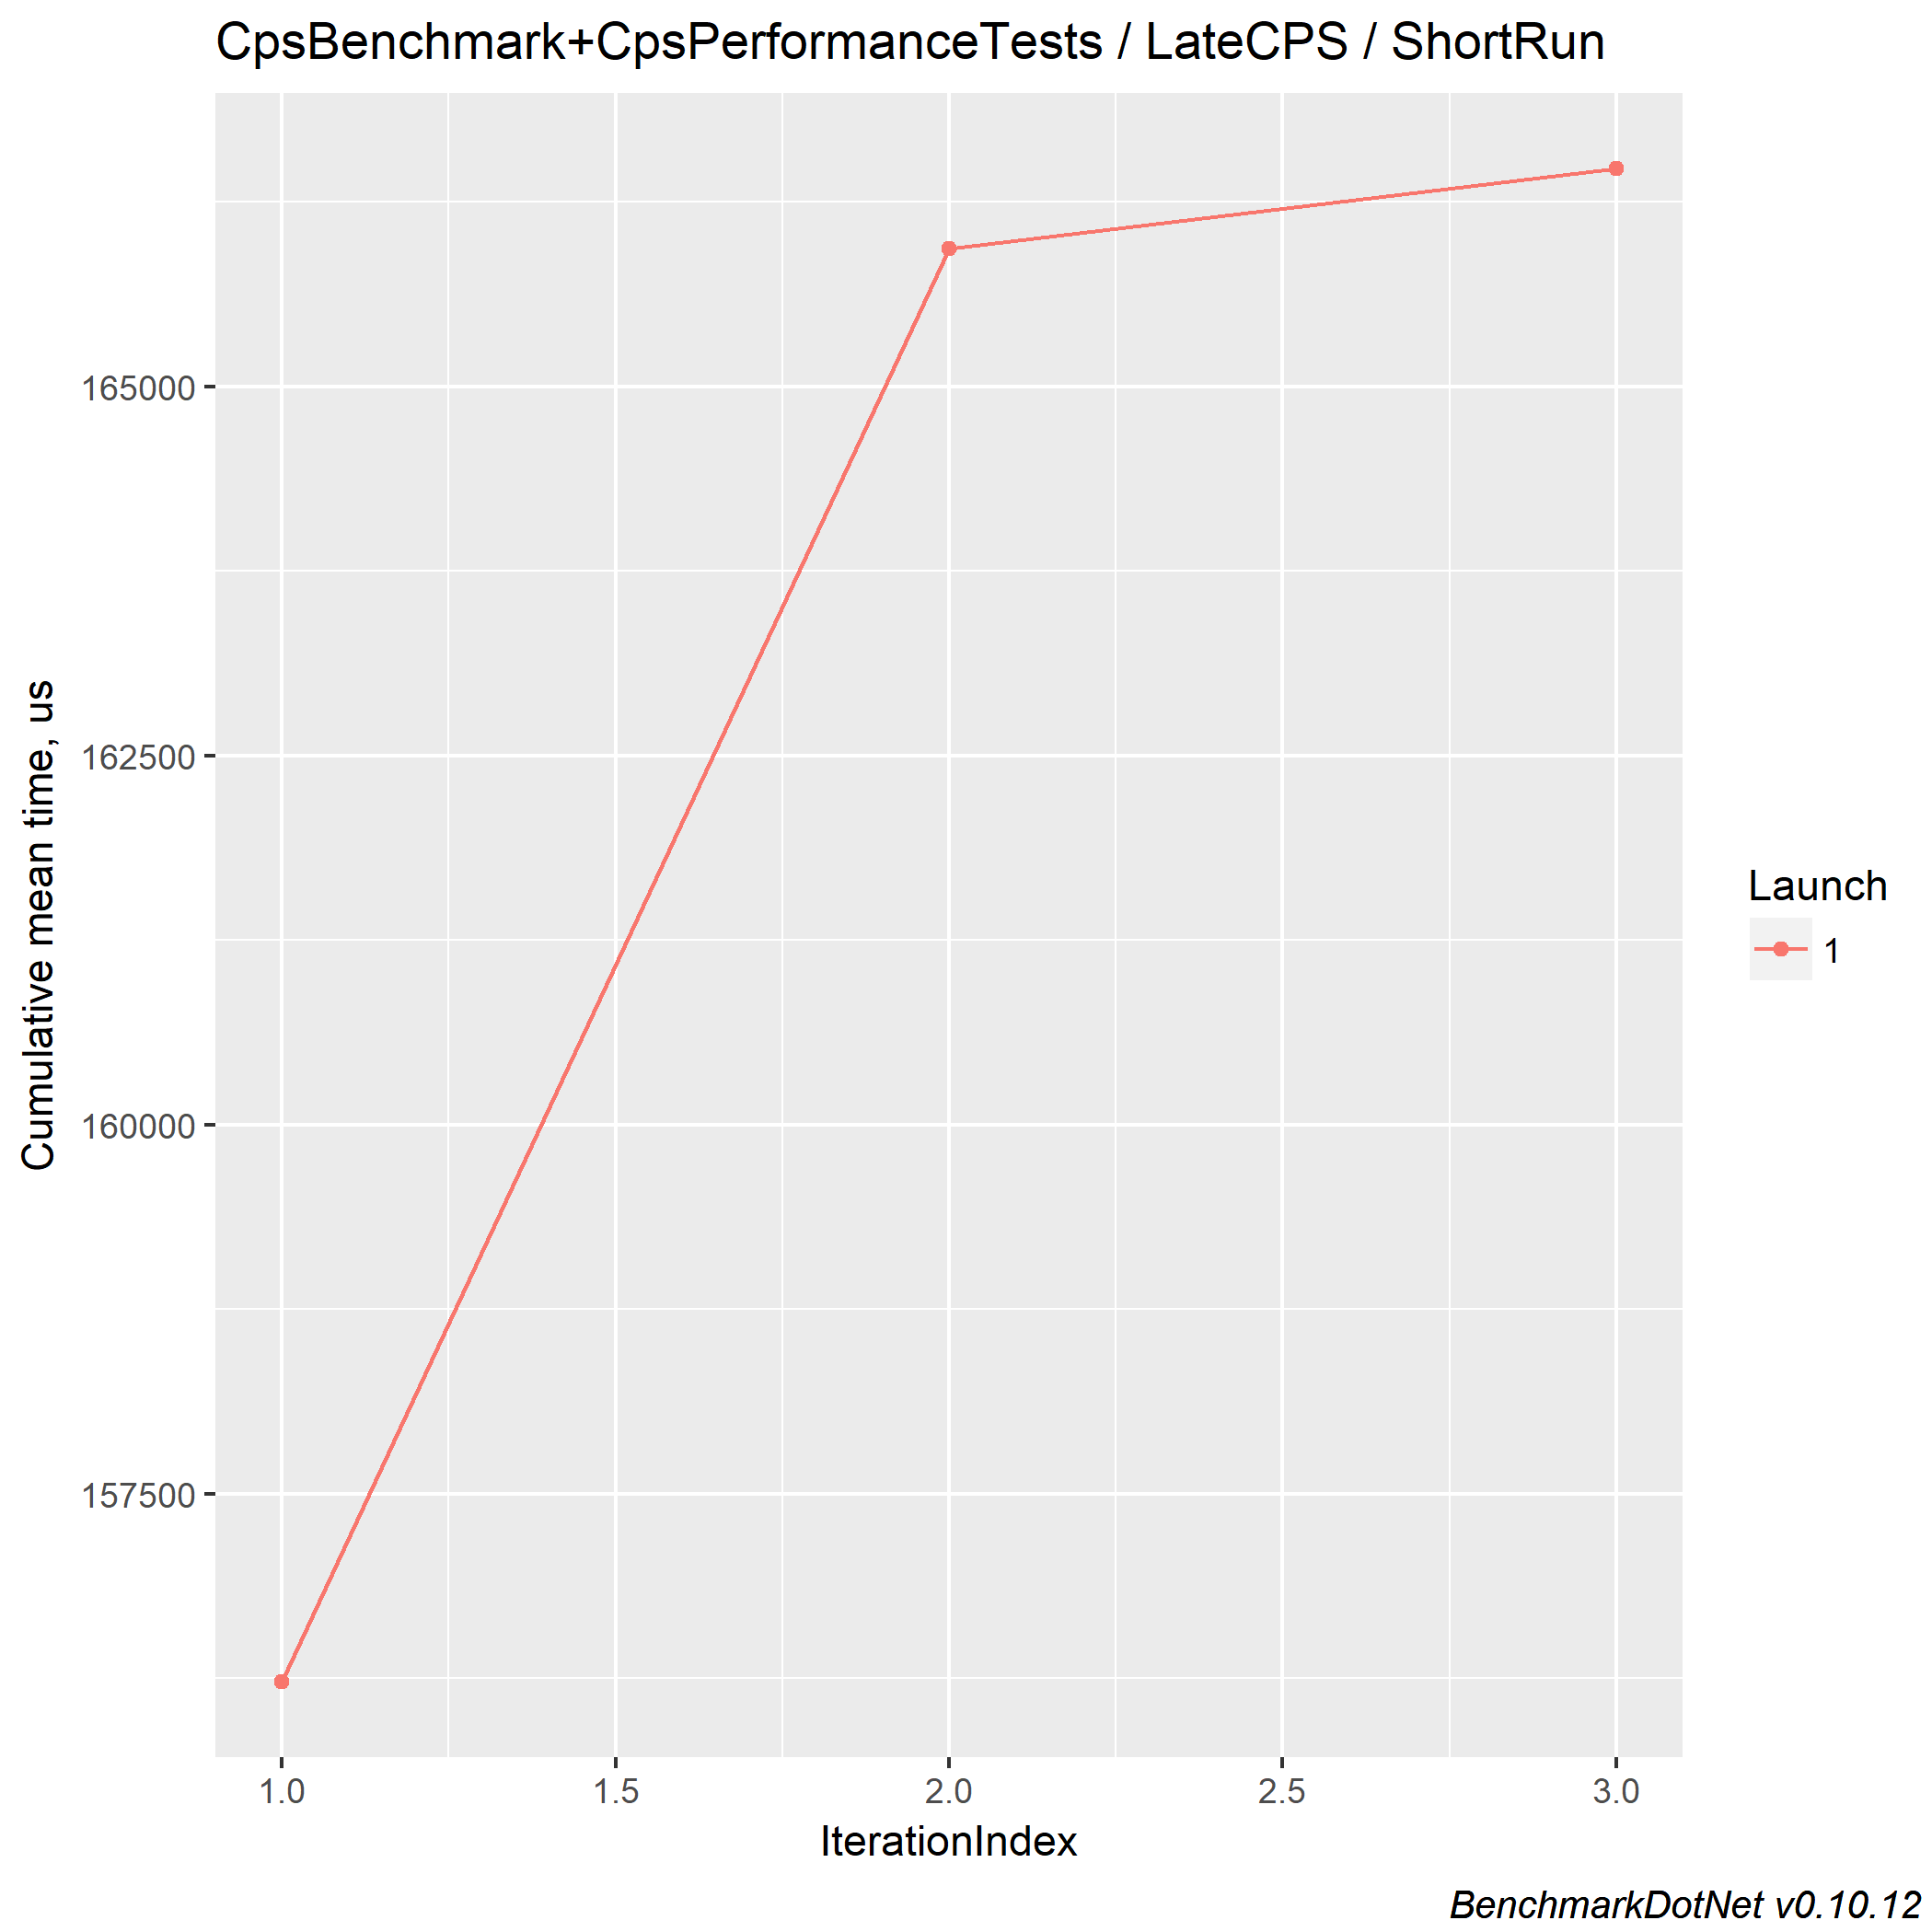 CpsBenchmark+CpsPerformanceTests / LateCPS / ShortRun
Cumulative mean time, us
165000
162500
160000
157500
1.0 1.5 2.0 2.5 3.0
IterationIndex
Launch
1
BenchmarkDotNet v0.10.12